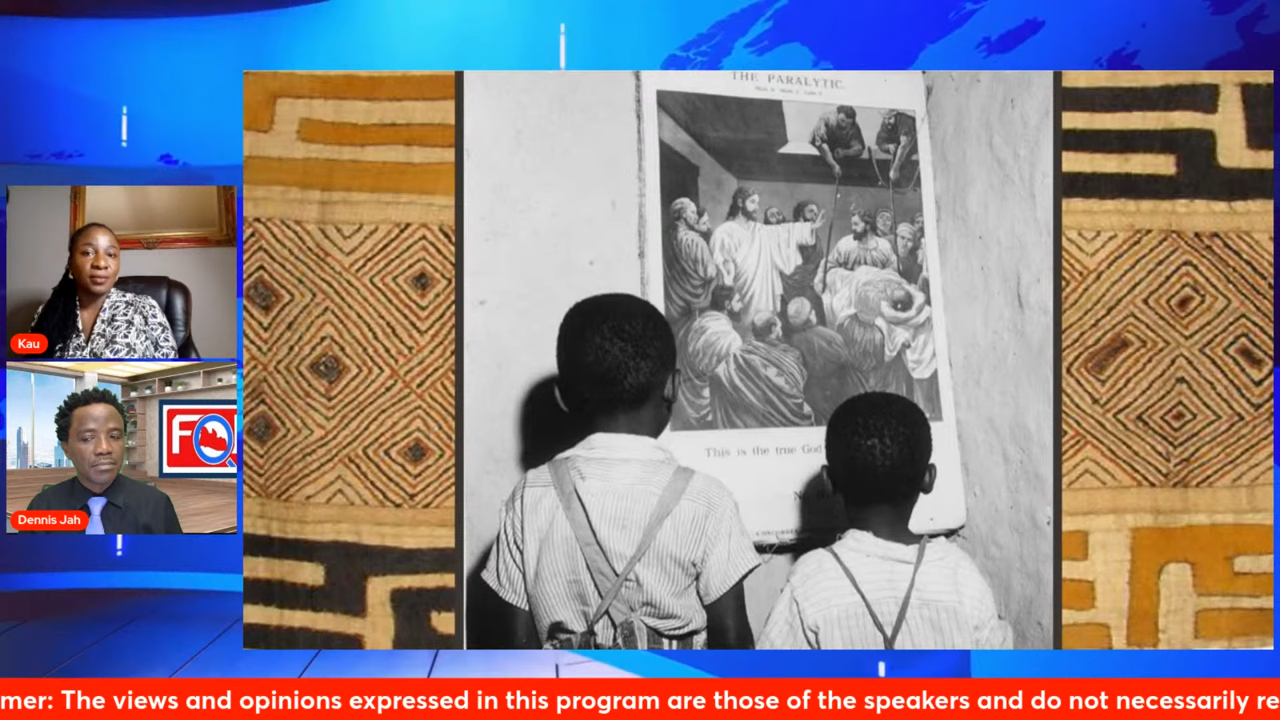 THE PARALYTIC.
This is the true God
Kau
FO
Dennis Jah
mer: The views and opinions expressed in this program are those of the speakers and do not necessarily re